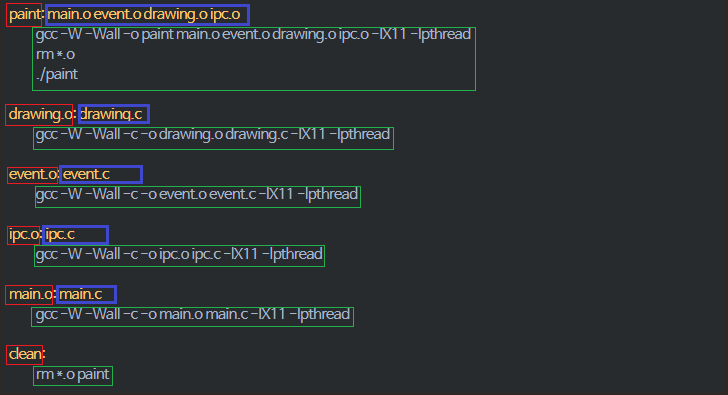 paint: main.o event.o drawing.o ipc.o
gcc -W -Wall -o paint main.o event.o drawing.o ipc.o -lX11 -lpthread
rm *.o
./paint
drawing.o: drawing.c
gcc -W -Wall -c -o drawing.o drawing.c -lX11 -lpthread
event.o: event.c
gcc -W -Wall -c -o event.o event.c -lX11 -lpthread
ipc.o: ipc.c
gcc -W -Wall -c -o ipc.o ipc.c -lX11 -lpthread
main.o: main.c
gcc -W -Wall -c -o main.o main.c -lX11 -lpthread
clean:
rm *.o paint